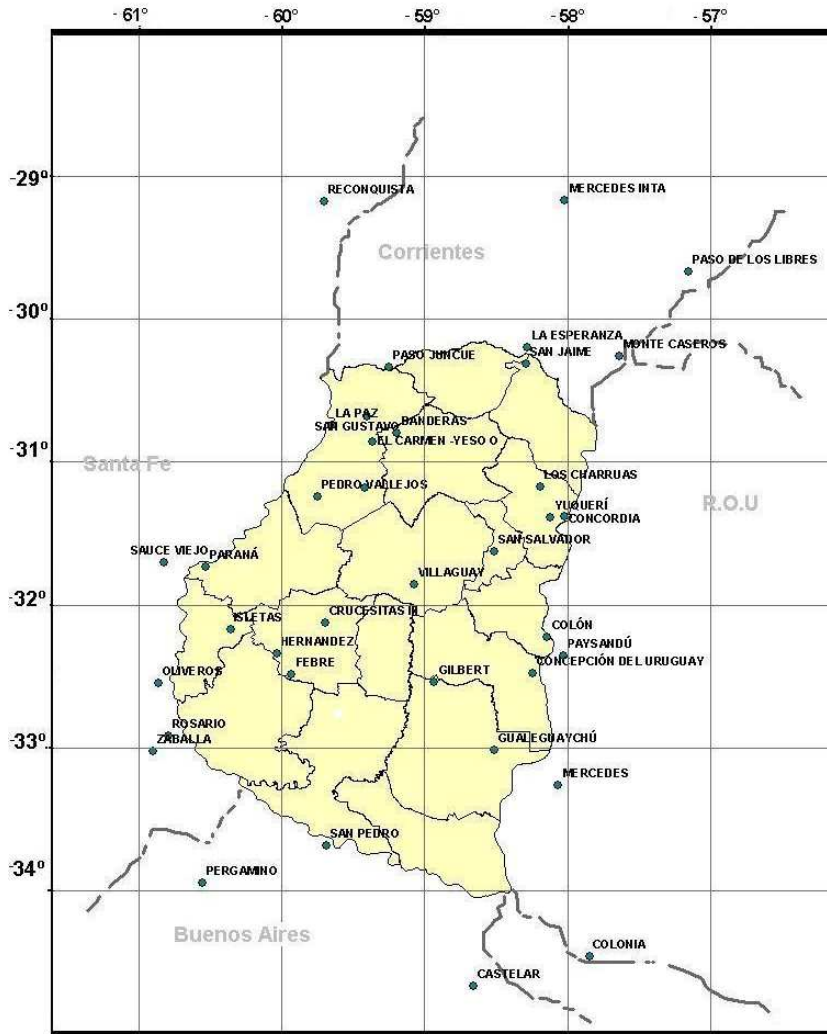 -61° -60° -59° -58° -57°
-29°
RECONQUISTA
MERCEDES INTA
Corrientes
PASO DE LOS LIBRES
-30°
LA ESPERANZA
MONTE CASEROS
SAN JAIME
PASO JUNCUE
LA PAZ
BANDERAS
SAN GUSTAVO
EL CARMEN -YESO O
-31°
Santa Fe
LOS CHARRUAS
PEDRO VALLEJOS
YUQUERÍ
R.O.U
CONCORDIA
SAN SALVADOR
SAUCE VIEJO
PARANÁ
VILLAGUAY
-32°
ISLETAS
CRUCESITAS III
COLÓN
HERNANDEZ
PAYSANDÚ
FEBRE
CONCEPCIÓN DEL URUGUAY
OLIVEROS
GILBERT
ROSARIO
-33°
ZABALLA
GUALEGUAYCHÚ
MERCEDES
SAN PEDRO
-34°
PERGAMINO
Buenos Aires
COLONIA
CASTELAR